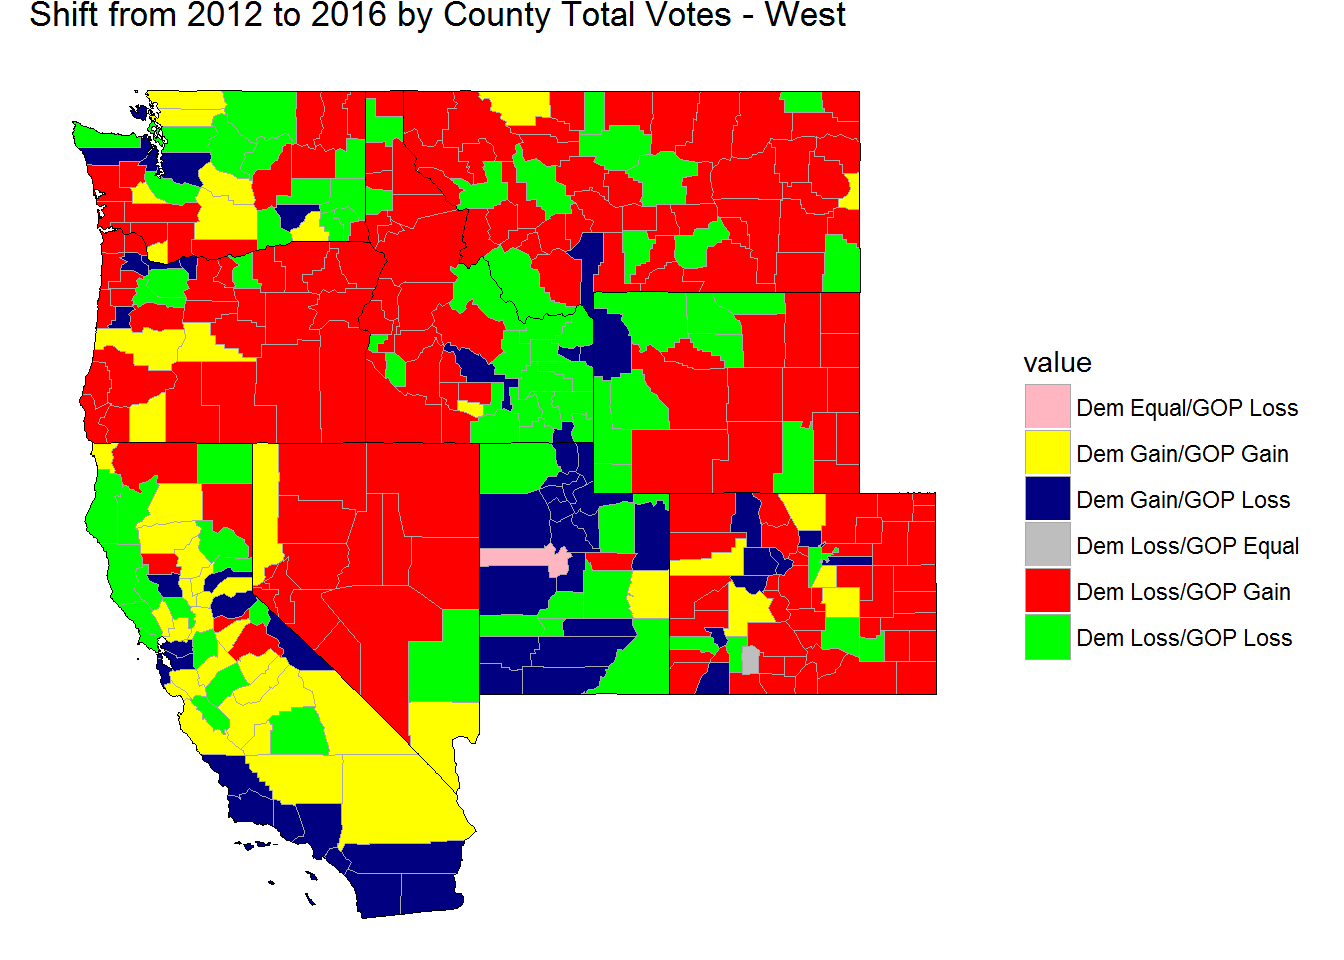 Shift from 2012 to 2016 by County Total Votes - West
value
Dem Equal/GOP Loss
Dem Gain/GOP Gain
Dem Gain/GOP Loss
Dem Loss/GOP Equal
Dem Loss/GOP Gain
Dem Loss/GOP Loss